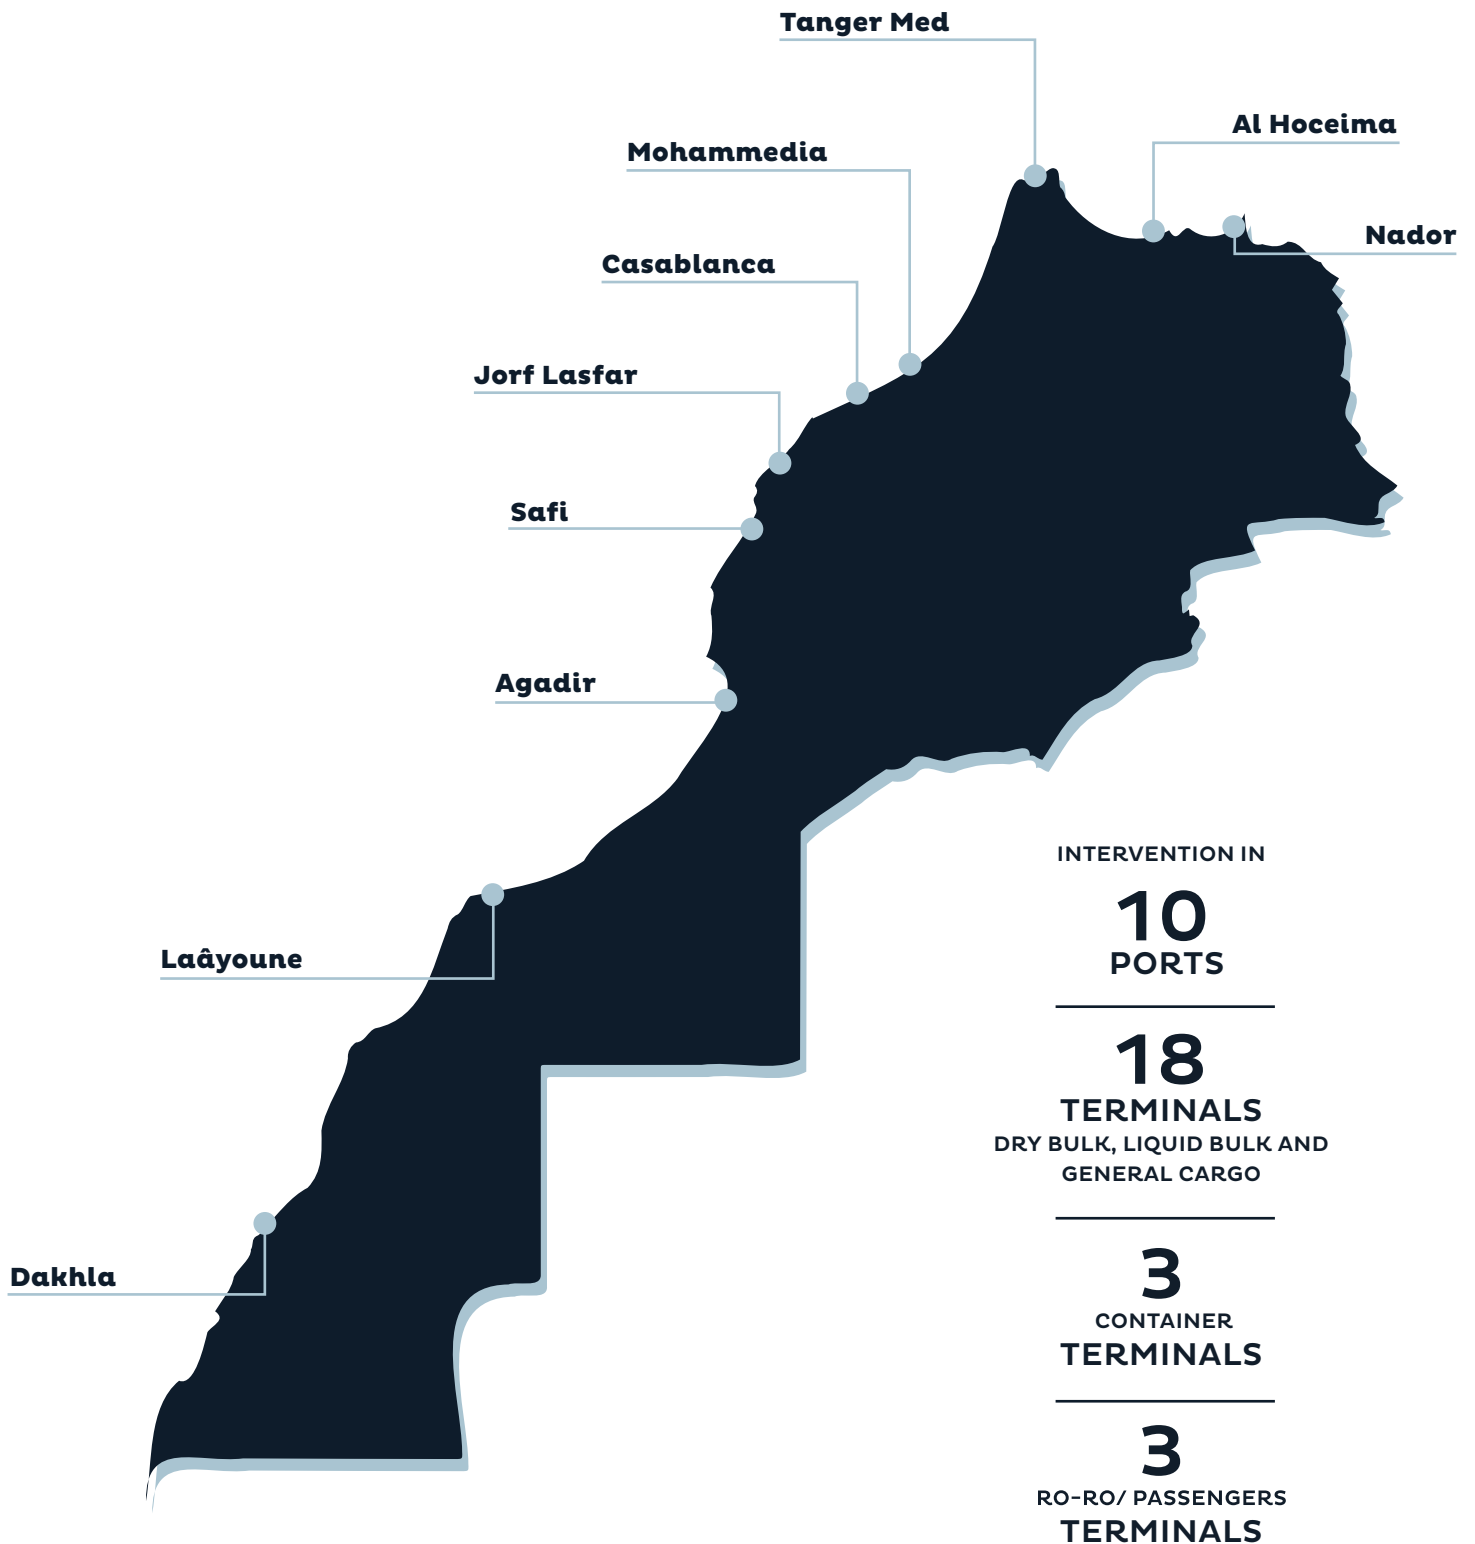 Tanger Med
Al Hoceima
Mohammedia
Nador
Casablanca
Jorf Lasfar
Safi
Agadir
Laâyoune
Dakhla
INTERVENTION IN
10
PORTS
18
TERMINALS
DRY BULK, LIQUID BULK AND
GENERAL CARGO
3
CONTAINER
TERMINALS
3
RO-RO/ PASSENGERS
TERMINALS